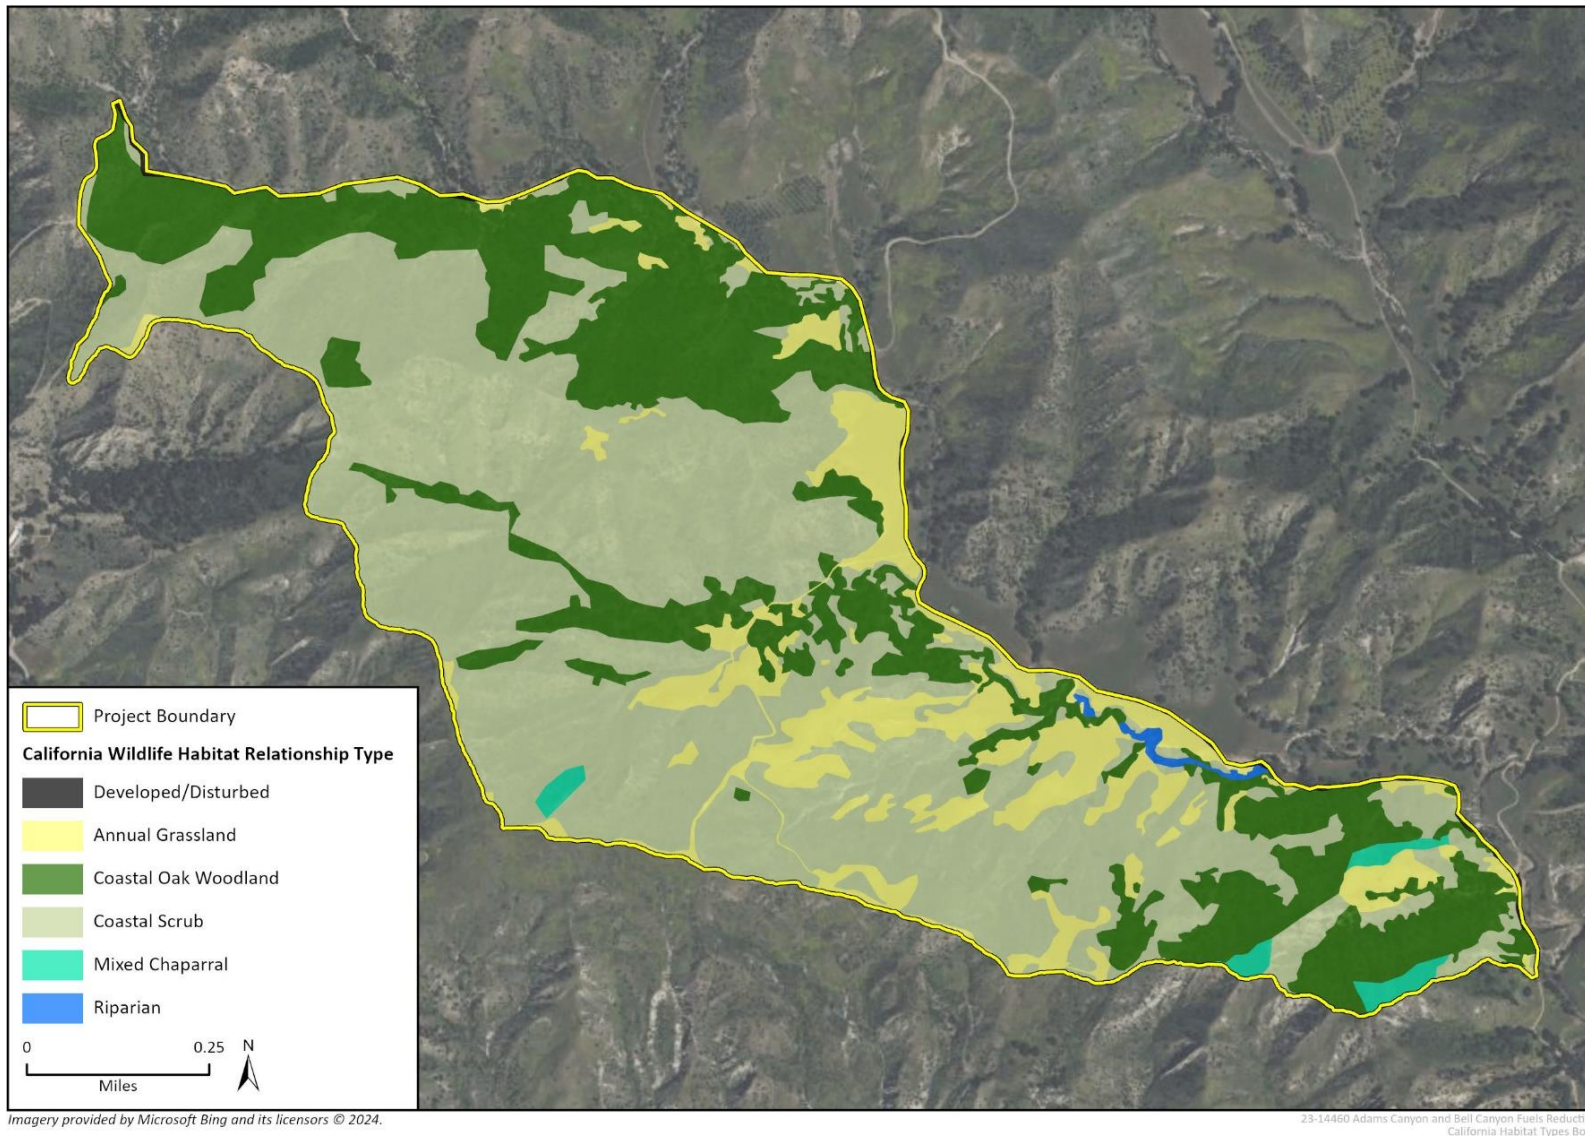 Project Boundary
California Wildlife Habitat Relationship Type
Developed/Disturbed
Annual Grassland
Coastal Oak Woodland
Coastal Scrub
Mixed Chaparral
Riparian
0 0.25 N
Miles
Imagery provided by Microsoft Bing and its licensors © 2024.
23-14460 Adams Canyon and Bell Canyon Fuels Reducti
California Habitat Types Bo